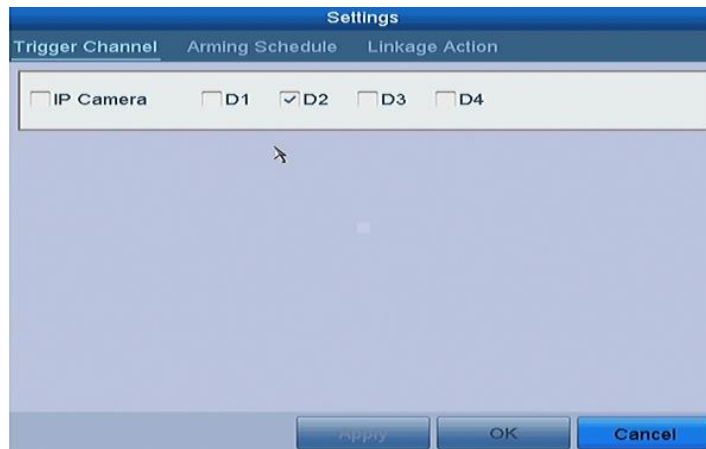 Settings
Trigger Channel Arming Schedule Linkage Action
IP Camera D1 D2 D3 D4
Apply OK Cancel